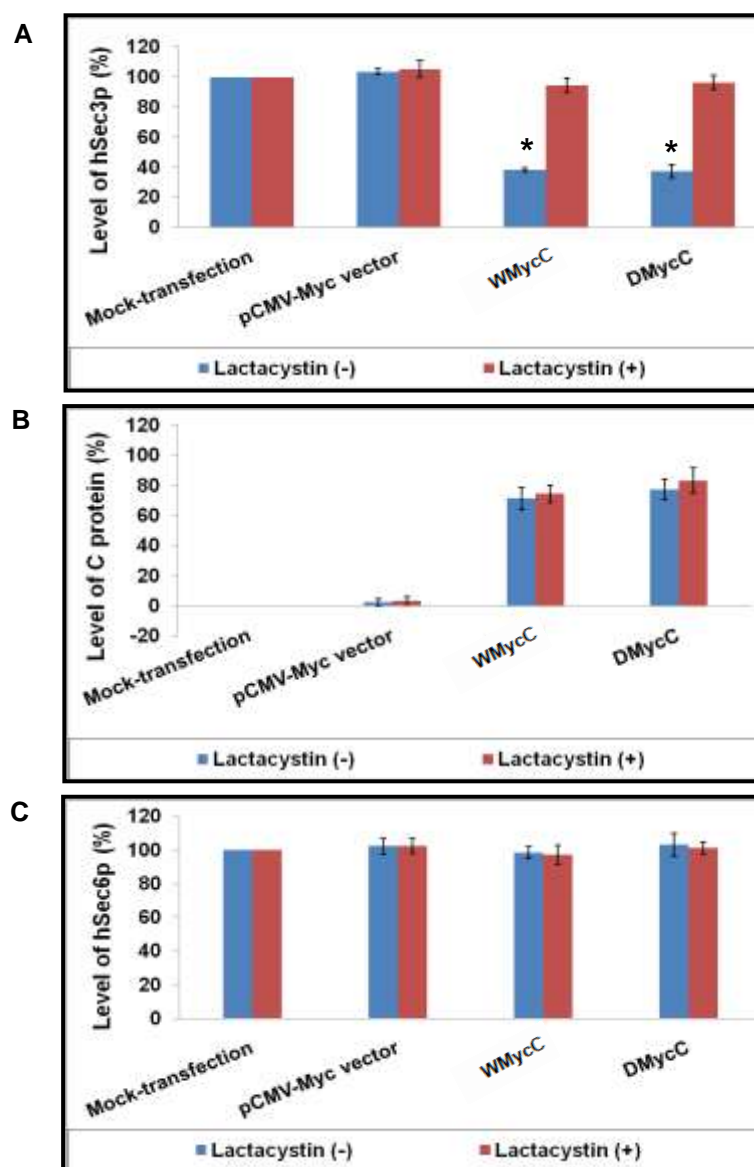 A
Level of hSec3p (%)
120
100
80
60
40
20
0
*
*
Mock-transfection
pCMV-Myc vector
WMycC
DMycC
Lactacystin (-)
Lactacystin (+)
B
Level of C protein (%)
120
100
80
60
40
20
0
-20
Mock-transfection
pCMV-Myc vector
WMycC
DMycC
Lactacystin (-)
Lactacystin (+)
C
Level of hSec6p (%)
120
100
80
60
40
20
0
Mock-transfection
pCMV-Myc vector
WMycC
DMycC
Lactacystin (-)
Lactacystin (+)